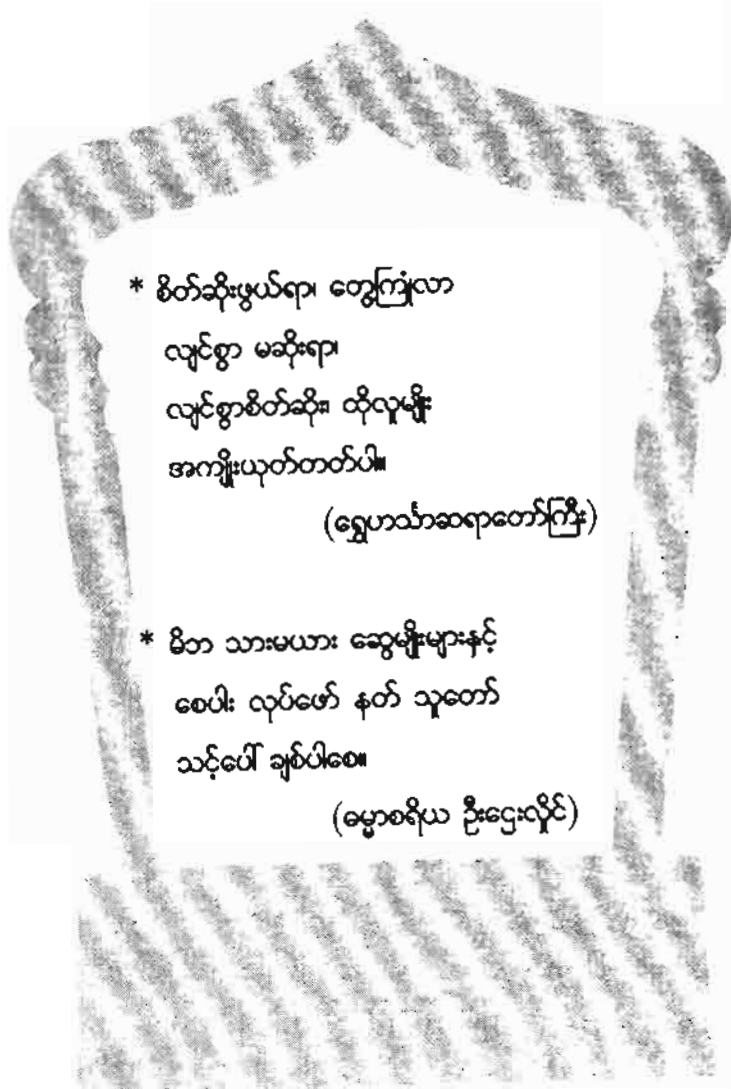 * စိတ်ဆိုးဖွယ်ရာ၊ တွေ့ကြုံလာ
လျင်စွာ မဆိုးရာ၊
လျင်စွာစိတ်ဆိုး၊ ထိုလူမျိုး
အကျိုးယုတ်တတ်ပါ။
(ရွှေဟင်္သာဆရာတော်ကြီး)
* မိဘ သားမယား ဆွေမျိုးများနှင့်
စေပါး လုပ်ဖော် နတ် သူတော်
သင့်ပေါ် ချစ်ပါစေ။
(ဓမ္မာစရိယ ဦးဌေးလှိုင်)